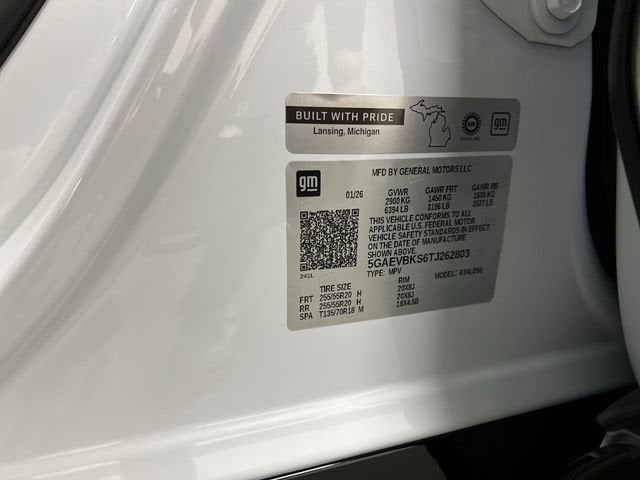 BUILT WITH PRIDE
Lansing, Michigan
gm
gm
MFD BY GENERAL MOTORS LLC
01/26 GVWR GAWR FRT GAWR RR
2900 KG 1450 KG 1600 KG
6394 LB 3196 LB 3527 LB
THIS VEHICLE CONFORMS TO ALL
APPLICABLE U.S. FEDERAL MOTOR
VEHICLE SAFETY STANDARDS IN EFFECT
ON THE DATE OF MANUFACTURE
SHOWN ABOVE.
5GAEVBKS6TJ262803
241L
TYPE: MPV MODEL:
TIRE SIZE RIM
FRT 255/55R20 H 20X8J
RR 255/55R20 H 20X8J
SPA T135/70R18 M 18X4.5B